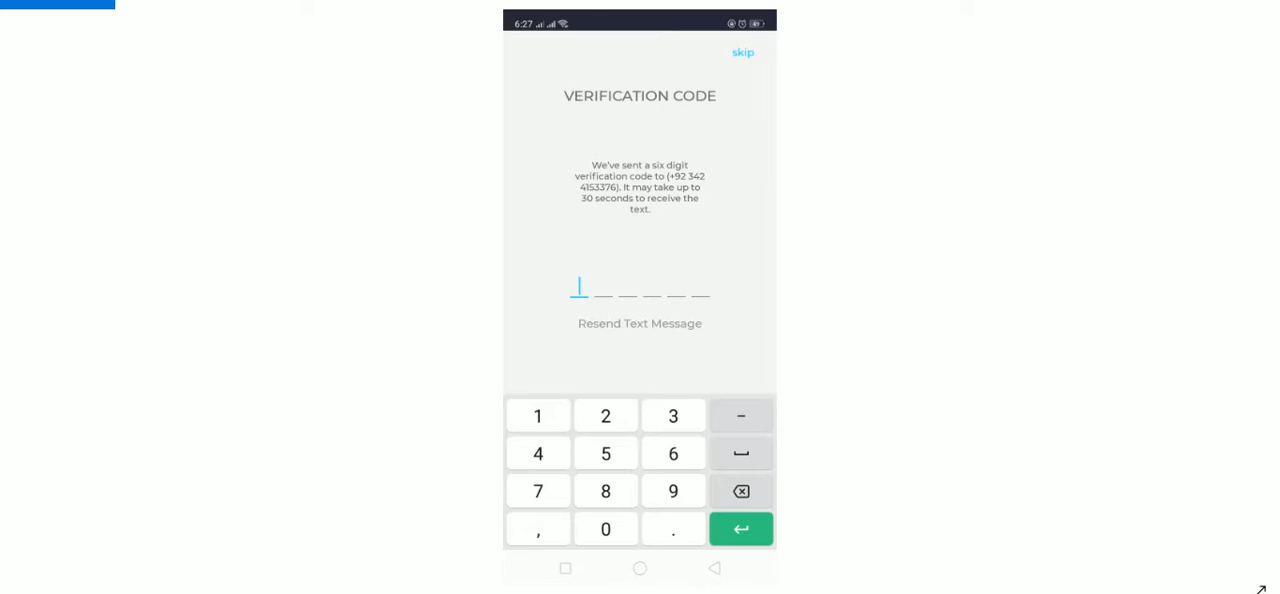 6:27
skip
VERIFICATION CODE
We've sent a six digit
verification code to (+92 342
4153376). It may take up to
30 seconds to receive the
text.
Resend Text Message
1 2 3 -
4 5 6
7 8 9
, 0 .